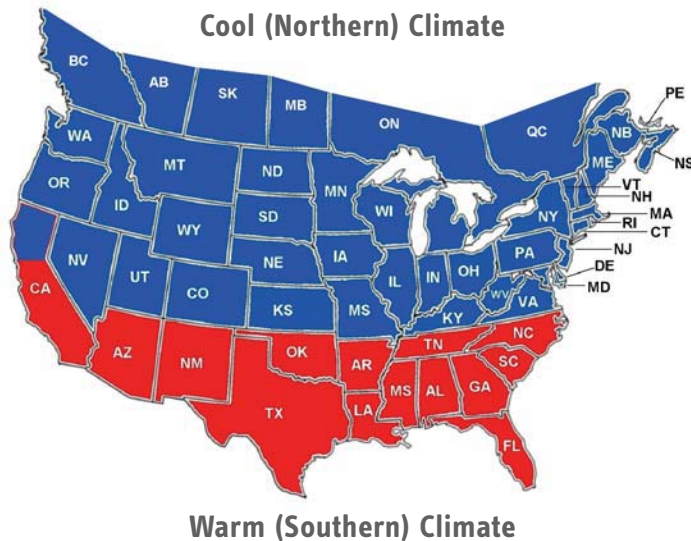 Cool (Northern) Climate
BC
AB
SK
MB
ON
QC
PE
NB
NS
WA
MT
ND
MN
ME
VT
NH
OR
ID
WY
SD
WI
NY
MA
RI
CT
NV
UT
CO
NE
IA
IL
IN
OH
PA
NJ
DE
MD
CA
KS
MS
KY
WV
VA
AZ
NM
OK
AR
TN
NC
TX
LA
MS
AL
GA
SC
FL
Warm (Southern) Climate